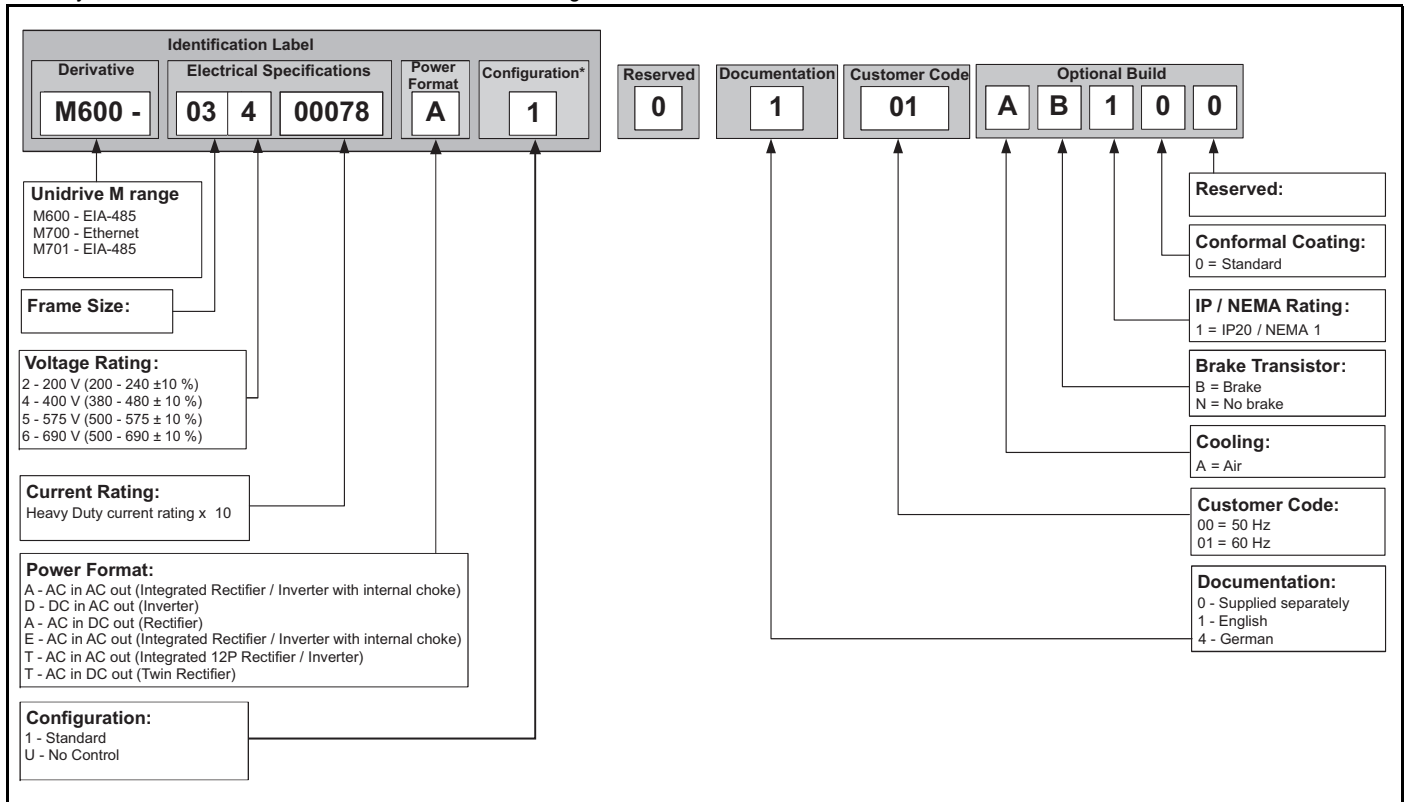 Identification Label
Derivative
Electrical Specifications
Power
Format
Configuration*
Reserved
Documentation
Customer Code
Optional Build
M600 -
03
4
00078
A
1
0
1
01
A
B
1
0
0
Unidrive M range
M600 - EIA-485
M700 - Ethernet
M701 - EIA-485
Frame Size:
Voltage Rating:
2 - 200 V (200 - 240 ±10 %)
4 - 400 V (380 - 480 ± 10 %)
5 - 575 V (500 - 575 ± 10 %)
6 - 690 V (500 - 690 ± 10 %)
Current Rating:
Heavy Duty current rating x 10
Power Format:
A - AC in AC out (Integrated Rectifier / Inverter with internal choke)
D - DC in AC out (Inverter)
A - AC in DC out (Rectifier)
E - AC in AC out (Integrated Rectifier / Inverter with internal choke)
T - AC in AC out (Integrated 12P Rectifier / Inverter)
T - AC in DC out (Twin Rectifier)
Configuration:
1 - Standard
U - No Control
Reserved:
Conformal Coating:
0 = Standard
IP / NEMA Rating:
1 = IP20 / NEMA 1
Brake Transistor:
B = Brake
N = No brake
Cooling:
A = Air
Customer Code:
00 = 50 Hz
01 = 60 Hz
Documentation:
0 - Supplied separately
1 - English
4 - German